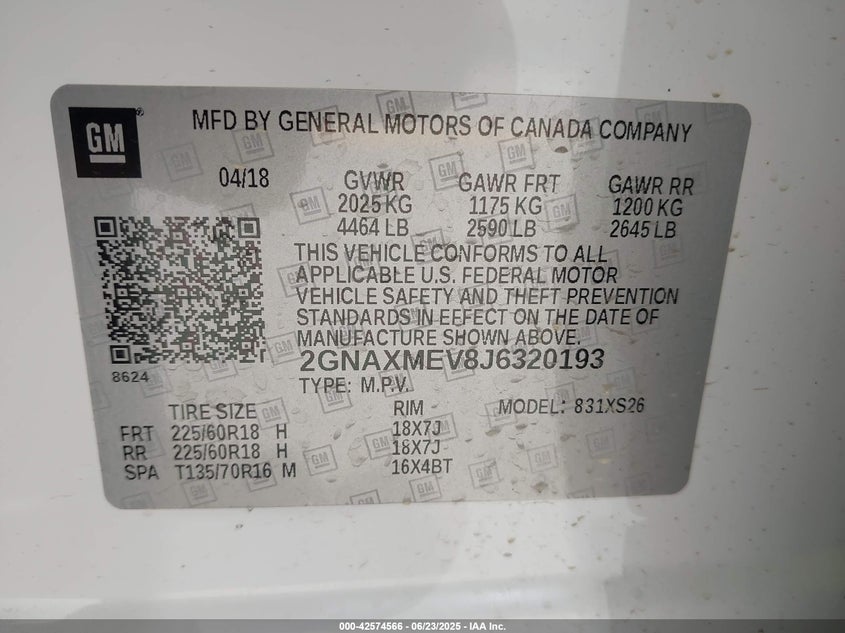 GM
MFD BY GENERAL MOTORS OF CANADA COMPANY
04/18 GVWR GAWR FRT GAWR RR
2025 KG 1175 KG 1200 KG
4464 LB 2590 LB 2645 LB
THIS VEHICLE CONFORMS TO ALL
APPLICABLE U.S. FEDERAL MOTOR
VEHICLE SAFETY AND THEFT PREVENTION
STANDARDS IN EFFECT ON THE DATE OF
MANUFACTURE SHOWN ABOVE.
2GNAXMEV8J6320193
8624
TYPE: M.P.V.
TIRE SIZE RIM MODEL: 831XS26
FRT 225/60R18 H 18X7J
RR 225/60R18 H 18X7J
SPA T135/70R16 M 16X4BT
000-42574566 - 06/23/2025 - IAA Inc.